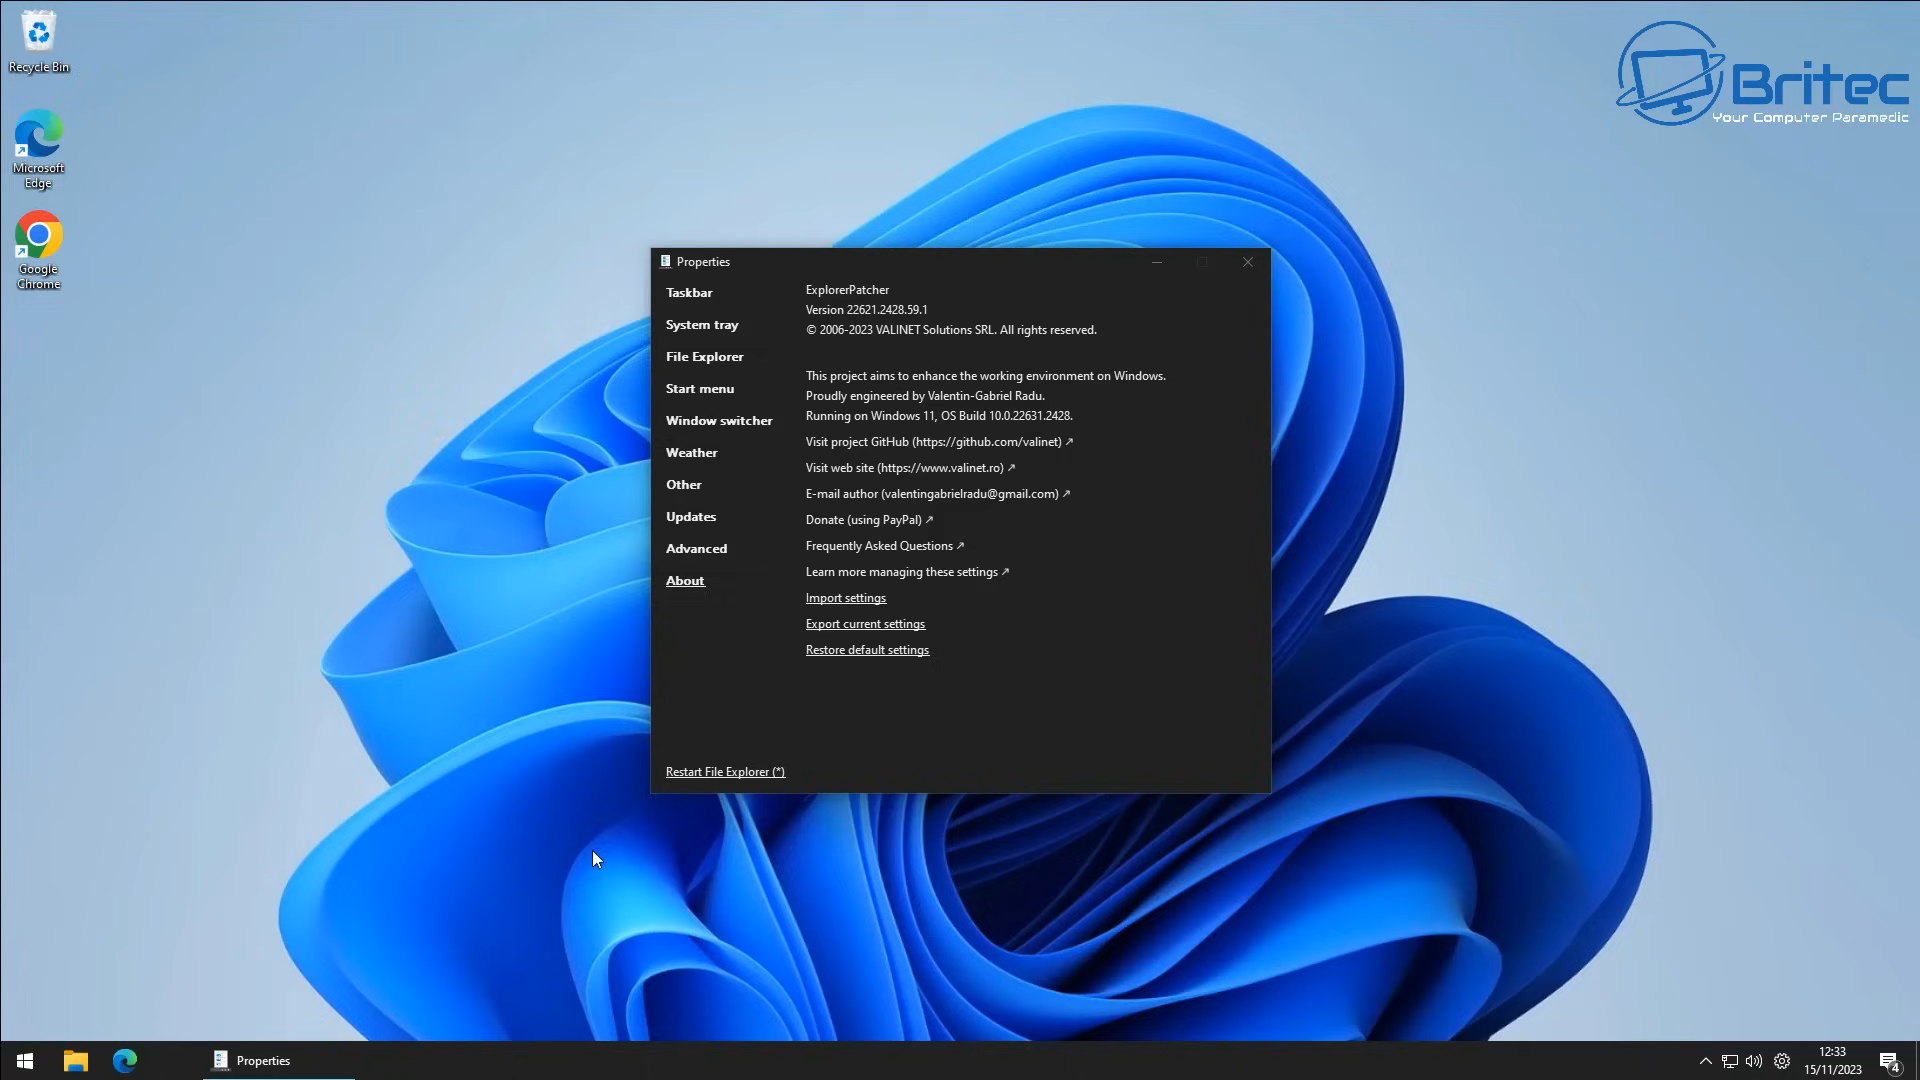 Recycle Bin
Microsoft
Edge
Google
Chrome
Britec
Your Computer Paramedic
Properties
Taskbar
System tray
File Explorer
Start menu
Window switcher
Weather
Other
Updates
Advanced
About
ExplorerPatcher
Version 22621.2428.59.1
© 2006-2023 VALINET Solutions SRL. All rights reserved.
This project aims to enhance the working environment on Windows.
Proudly engineered by Valentin-Gabriel Radu.
Running on Windows 11, OS Build 10.0.22631.2428.
Visit project GitHub (https://github.com/valinet) ↗
Visit web site (https://www.valinet.ro) ↗
E-mail author (valentingabrielradu@gmail.com) ↗
Donate (using PayPal) ↗
Frequently Asked Questions ↗
Learn more managing these settings ↗
Import settings
Export current settings
Restore default settings
Restart File Explorer (*)
Properties
12:33
15/11/2023
4